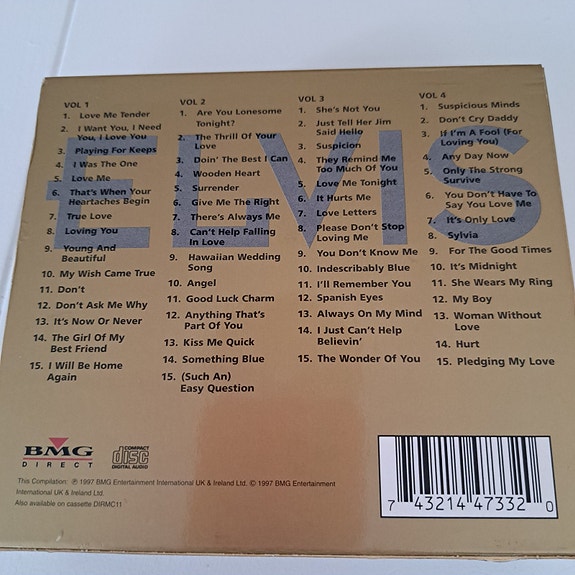 ELVIS
VOL 1
1. Love Me Tender
2. I Want You, I Need
You, I Love You
3. Playing For Keeps
4. I Was The One
5. Love Me
6. That's When Your
Heartaches Begin
7. True Love
8. Loving You
9. Young And
Beautiful
10. My Wish Came True
11. Don't
12. Don't Ask Me Why
13. It's Now Or Never
14. The Girl Of My
Best Friend
15. I Will Be Home
Again
VOL 2
1. Are You Lonesome
Tonight?
2. The Thrill Of Your
Love
3. Doin' The Best I Can
4. Wooden Heart
5. Surrender
6. Give Me The Right
7. There's Always Me
8. Can't Help Falling
In Love
9. Hawaiian Wedding
Song
10. Angel
11. Good Luck Charm
12. Anything That's
Part Of You
13. Kiss Me Quick
14. Something Blue
15. (Such An)
Easy Question
VOL 3
1. She's Not You
2. Just Tell Her Jim
Said Hello
3. Suspicion
4. They Remind Me
Too Much Of You
5. Love Me Tonight
6. It Hurts Me
7. Love Letters
8. Please Don't Stop
Loving Me
9. You Don't Know Me
10. Indescribably Blue
11. I'll Remember You
12. Spanish Eyes
13. Always On My Mind
14. I Just Can't Help
Believin'
15. The Wonder Of You
VOL 4
1. Suspicious Minds
2. Don't Cry Daddy
3. If I'm A Fool (For
Loving You)
4. Any Day Now
5. Only The Strong
Survive
6. You Don't Have To
Say You Love Me
7. It's Only Love
8. Sylvia
9. For The Good Times
10. It's Midnight
11. She Wears My Ring
12. My Boy
13. Woman Without
Love
14. Hurt
15. Pledging My Love
BMG
DIRECT
COMPACT
disc
DIGITAL AUDIO
This Compilation: ℗ 1997 BMG Entertainment International UK & Ireland Ltd. © 1997 BMG Entertainment
International UK & Ireland Ltd.
Also available on cassette DIRMC11
7 43214 47332 0